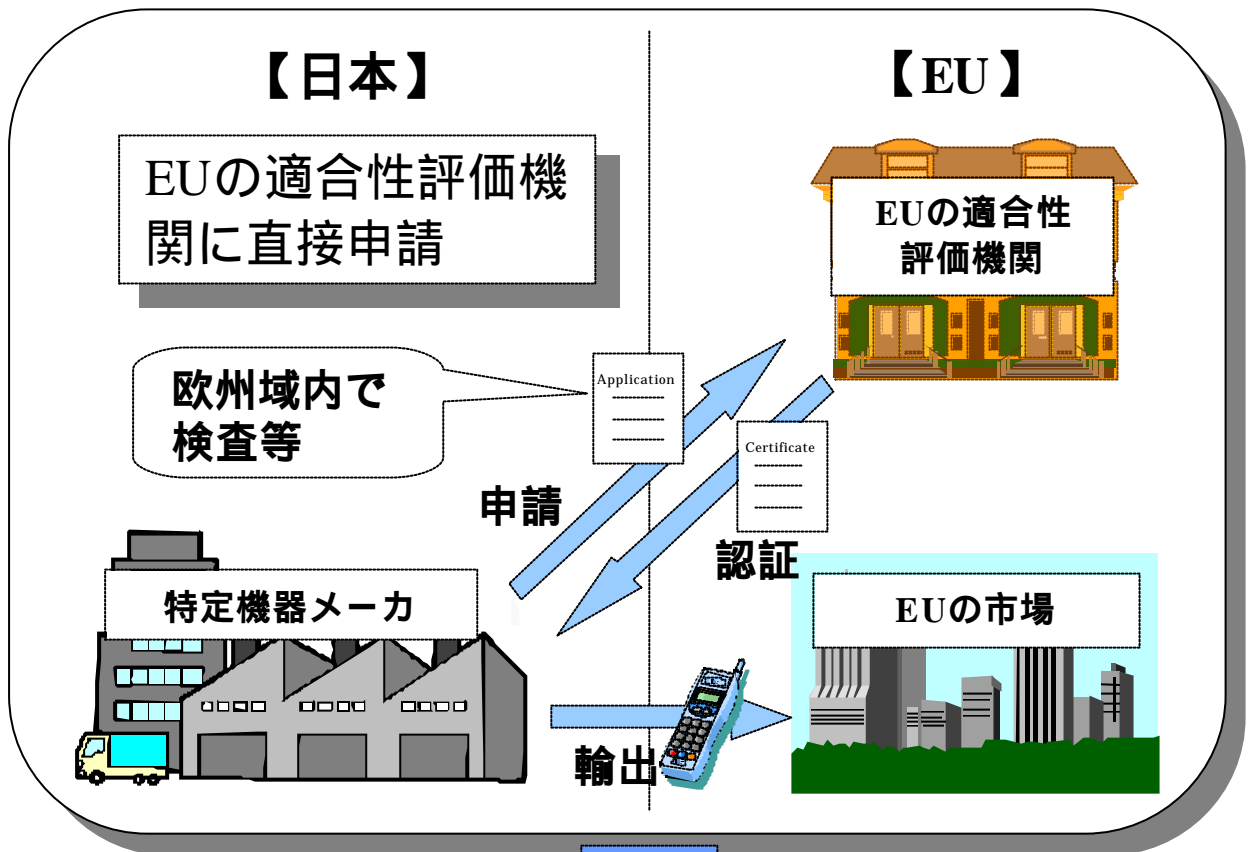 【日本】
【EU】
EUの適合性評価機
関に直接申請
EUの適合性
評価機関
欧州域内で
検査等
Application
Certificate
申請
認証
特定機器メーカ
EUの市場
輸出